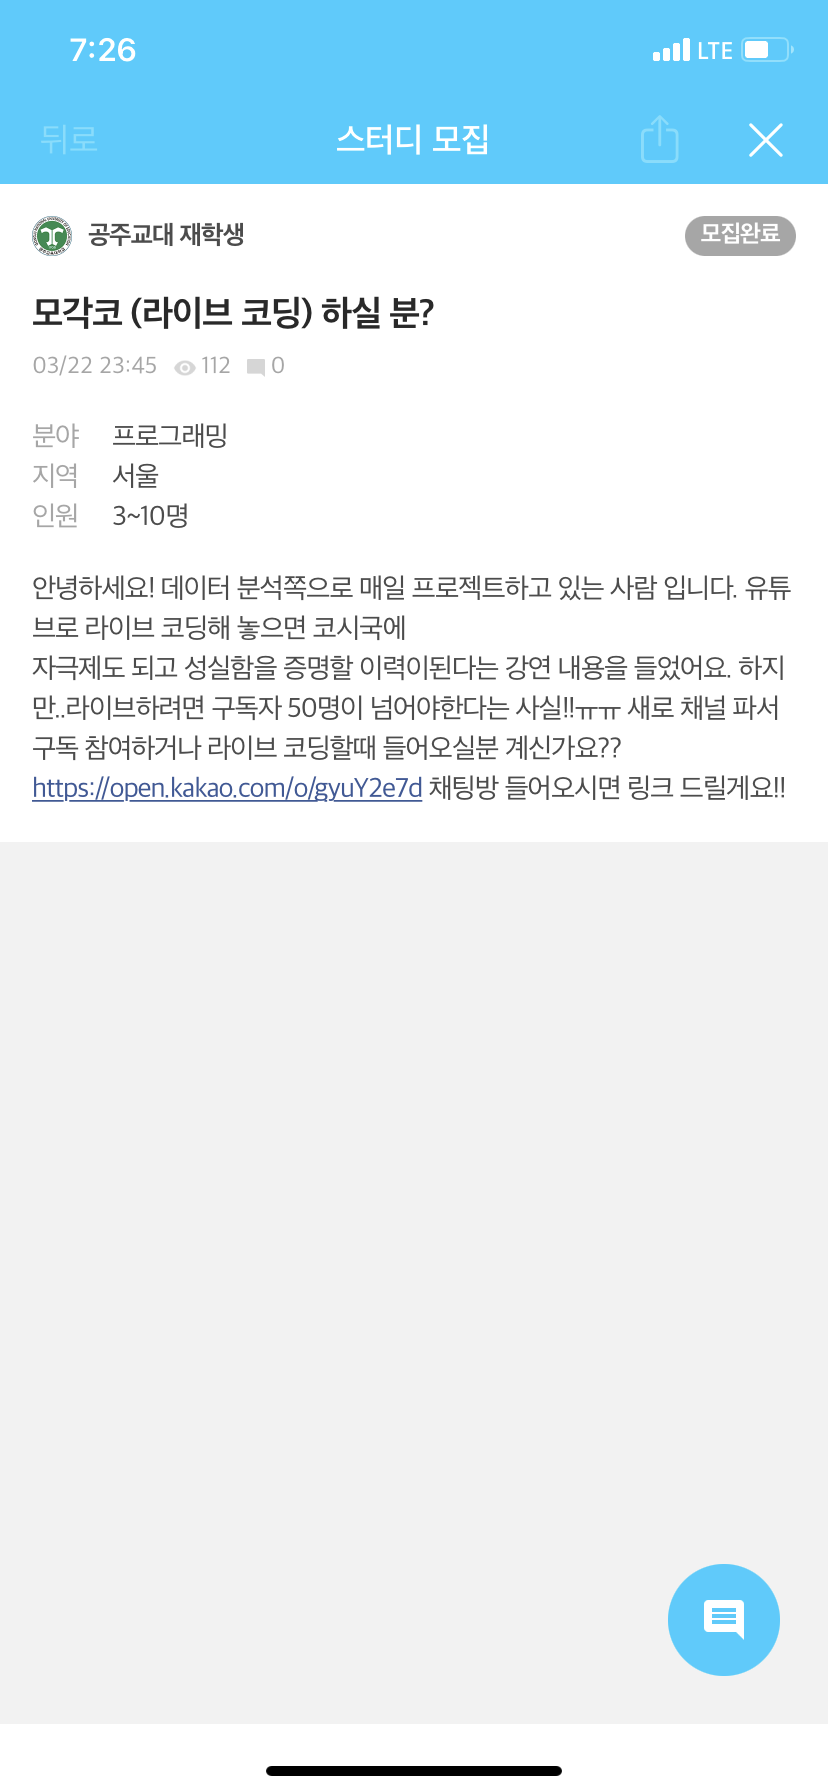 7:26 LTE
뒤로 스터디 모집
공주교대 재학생 모집완료
모각코 (라이브 코딩) 하실 분?
03/22 23:45 112 0
분야 프로그래밍
지역 서울
인원 3~10명
안녕하세요! 데이터 분석쪽으로 매일 프로젝트하고 있는 사람 입니다. 유튜
브로 라이브 코딩해 놓으면 코시국에
자극제도 되고 성실함을 증명할 이력이된다는 강연 내용을 들었어요. 하지
만..라이브하려면 구독자 50명이 넘어야한다는 사실!!ㅠㅠ 새로 채널 파서
구독 참여하거나 라이브 코딩할때 들어오실분 계신가요??
https://open.kakao.com/o/gyuY2e7d 채팅방 들어오시면 링크 드릴게요!!